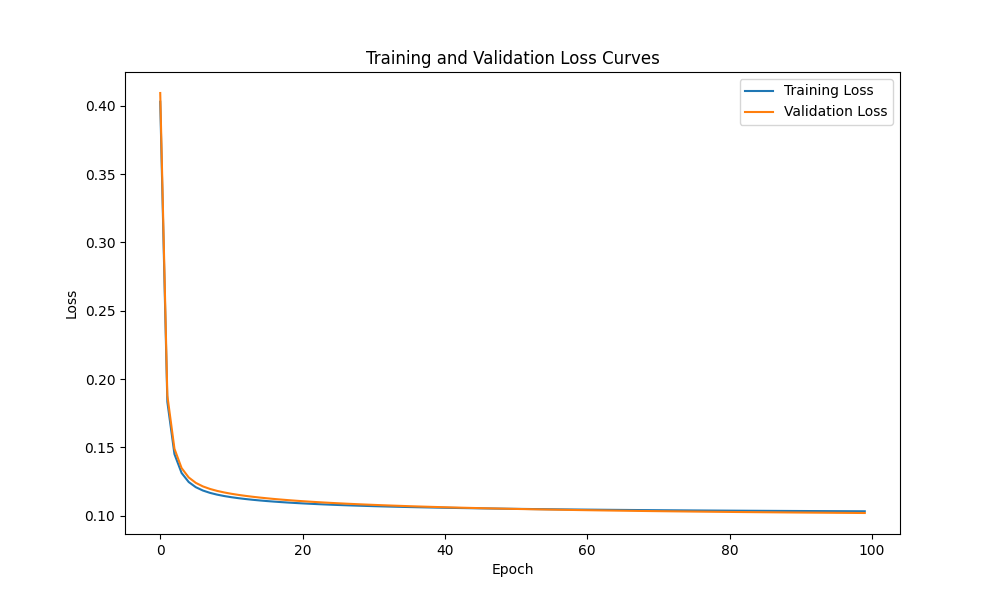 Training and Validation Loss Curves
Training Loss
Validation Loss
0.40
0.35
0.30
0.25
0.20
0.15
0.10
Loss
0
20
40
60
80
100
Epoch